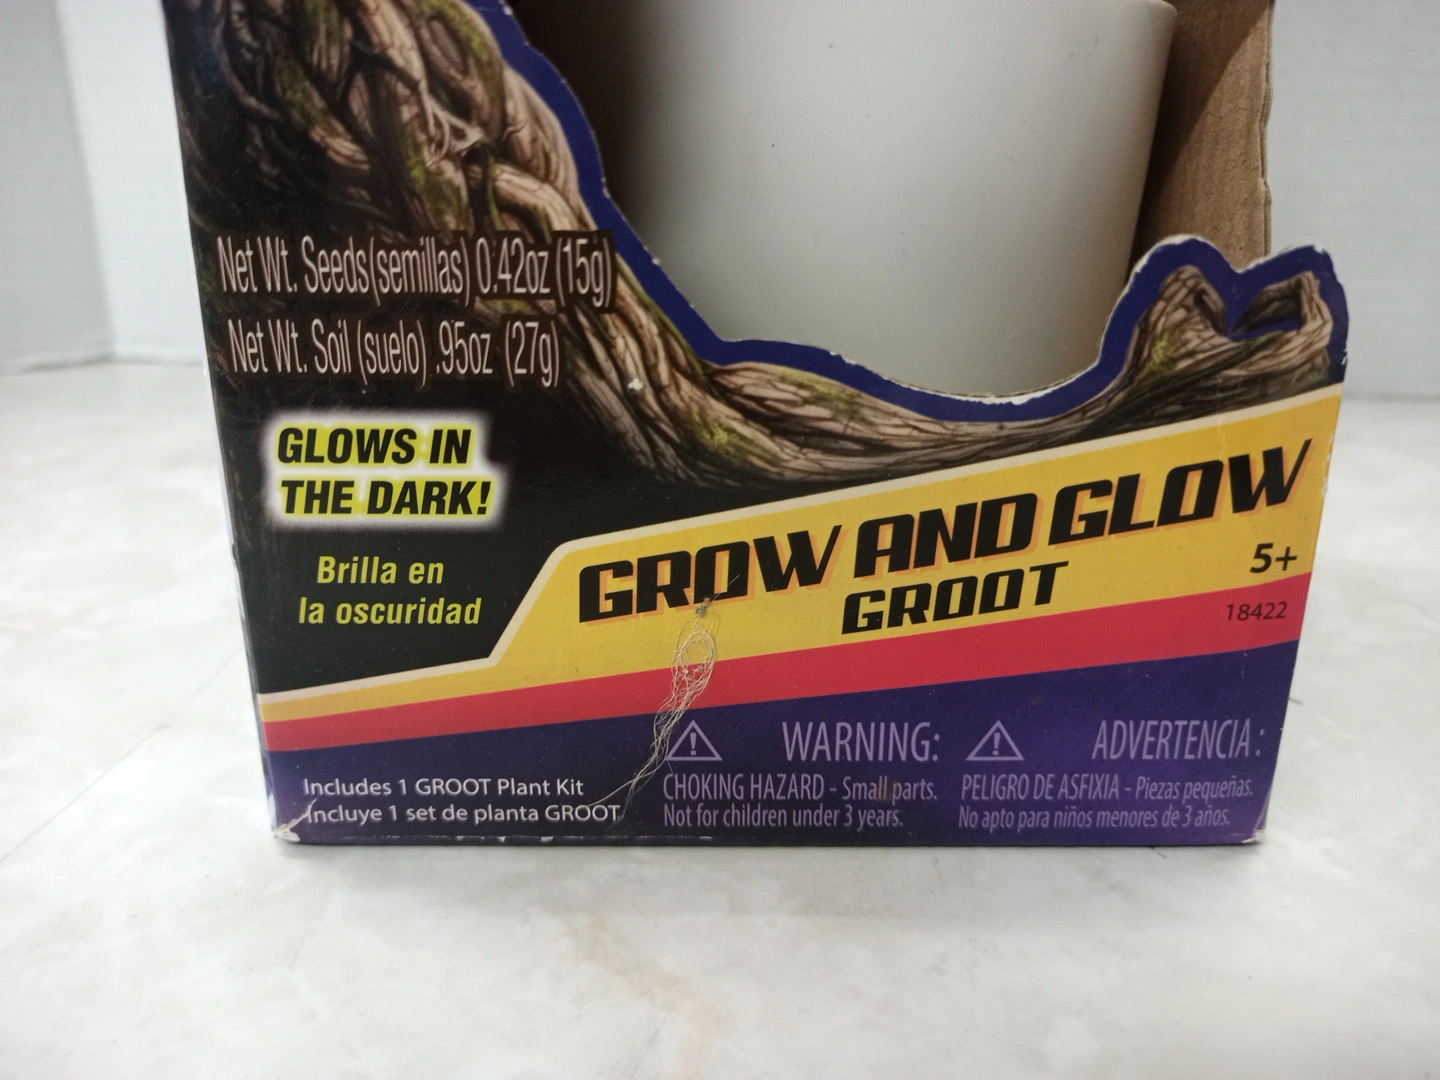 Net Wt. Seeds (semillas) 0.42oz (15g)
Net Wt. Soil (suelo) .95oz (27g)
GLOWS IN
THE DARK!
Brilla en
la oscuridad
GROW AND GLOW
GROOT
5+
18422
Includes 1 GROOT Plant Kit
Incluye 1 set de planta GROOT
WARNING:
CHOKING HAZARD - Small parts.
Not for children under 3 years.
ADVERTENCIA :
PELIGRO DE ASFIXIA - Piezas pequeñas.
No apto para niños menores de 3 años.